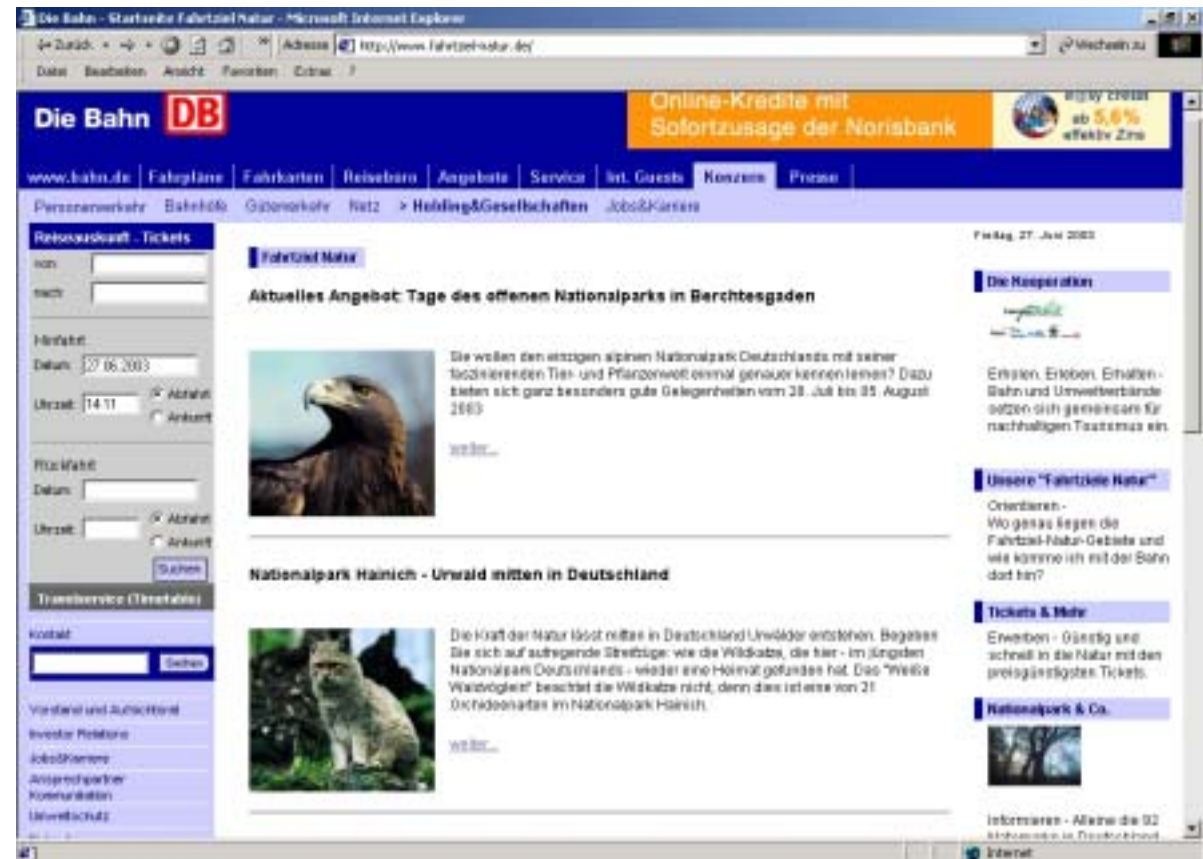 Die Bahn - Startseite Fahrtziel Natur - Microsoft Internet Explorer
Zurück
Adresse http://www.fahrtziel-natur.de/
Wechseln zu
Datei Bearbeiten Ansicht Favoriten Extras ?
Die Bahn DB
Online-Kredite mit
Sofortzusage der Norisbank
ab 5,6%
effektiv Zins
www.bahn.de Fahrpläne Fahrkarten Reisebüro Angebote Service Int. Guests Konzern Presse
Personenverkehr Bahnhöfe Güterverkehr Netz > Holding&Gesellschaften Jobs&Karriere
Reiseauskunft - Tickets
von:
nach:
Hinfahrt
Datum: 27.06.2003
Uhrzeit: 14:11
Abfahrt
Ankunft
Rückfahrt
Datum:
Uhrzeit:
Abfahrt
Ankunft
Suchen
Travelservice (Timetable)
Kontakt
Suchen
Vorstand und Aufsichtsrat
Investor Relations
Jobs&Karriere
Ansprechpartner
Kommunikation
Umweltschutz
Fahrtziel Natur
Aktuelles Angebot: Tage des offenen Nationalparks in Berchtesgaden
Sie wollen den einzigen alpinen Nationalpark Deutschlands mit seiner
faszinierenden Tier- und Pflanzenwelt einmal genauer kennen lernen? Dazu
bieten sich ganz besonders gute Gelegenheiten vom 28. Juli bis 05. August
2003
weiter...
Nationalpark Hainich - Urwald mitten in Deutschland
Die Kraft der Natur lässt mitten in Deutschland Urwälder entstehen. Begeben
Sie sich auf aufregende Streifzüge: wie die Wildkatze, die hier - im jüngsten
Nationalpark Deutschlands - wieder eine Heimat gefunden hat. Das "Weiße
Waldvöglein" beachtet die Wildkatze nicht, denn dies ist eine von 21
Orchideenarten im Nationalpark Hainich.
weiter...
Freitag, 27. Juni 2003
Die Kooperation
Erholen. Erleben. Erhalten -
Bahn und Umweltverbände
setzen sich gemeinsam für
nachhaltigen Tourismus ein.
Unsere "Fahrtziele Natur"
Orientieren -
Wo genau liegen die
Fahrtziel-Natur-Gebiete und
wie komme ich mit der Bahn
dort hin?
Tickets & Mehr
Erwerben - Günstig und
schnell in die Natur mit den
preisgünstigsten Tickets.
Nationalpark & Co.
Informieren - Alleine die 92
Naturparke in Deutschland
Internet